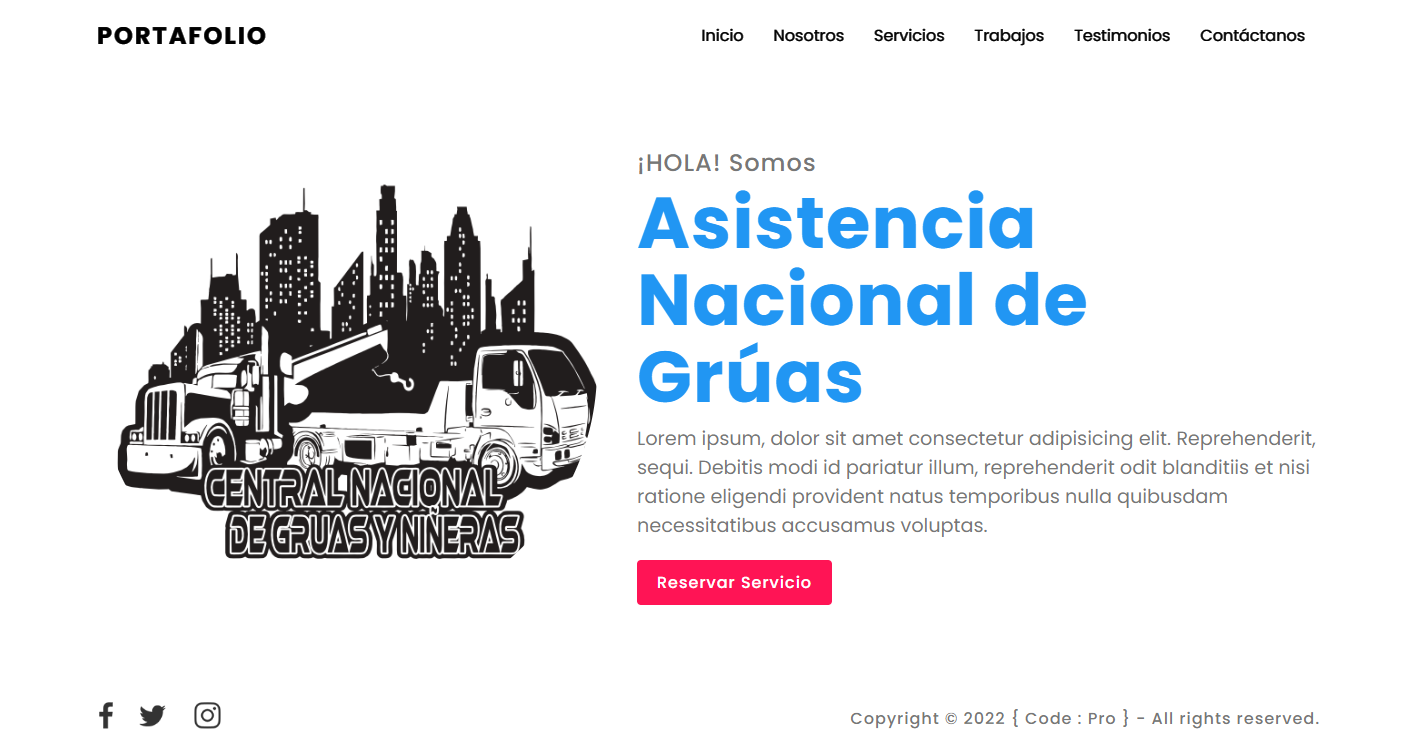 PORTAFOLIO
Inicio Nosotros Servicios Trabajos Testimonios Contáctanos
¡HOLA! Somos
Asistencia
Nacional de
Grúas
CENTRAL NACIONAL
DE GRUAS Y NIÑERAS
Lorem ipsum, dolor sit amet consectetur adipisicing elit. Reprehenderit,
sequi. Debitis modi id pariatur illum, reprehenderit odit blanditiis et nisi
ratione eligendi provident natus temporibus nulla quibusdam
necessitatibus accusamus voluptas.
Reservar Servicio
Copyright © 2022 { Code : Pro } - All rights reserved.